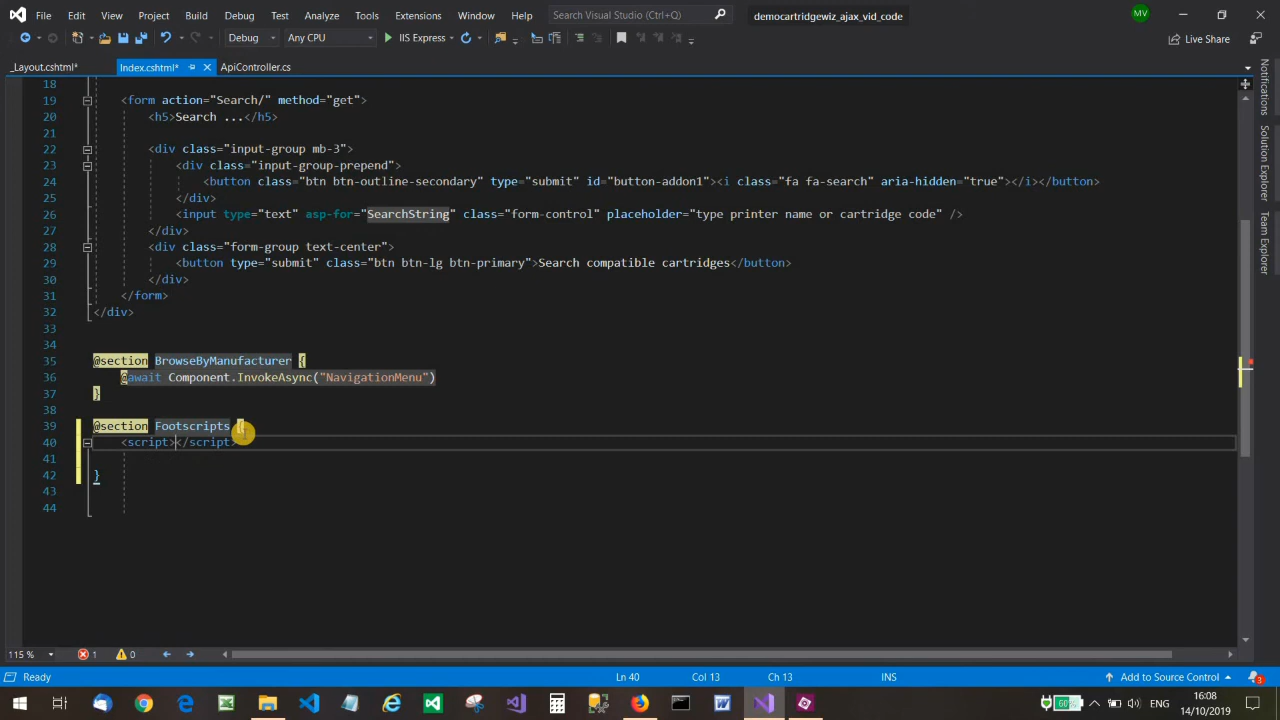 File Edit View Project Build Debug Test Analyze Tools Extensions Window Help Search Visual Studio (Ctrl+Q) democartridgewiz_ajax_vid_code MV
Debug Any CPU IIS Express Live Share
_Layout.cshtml* Index.cshtml* ApiController.cs
18
19 <form action="Search/" method="get">
20 <h5>Search ...</h5>
21
22 <div class="input-group mb-3">
23 <div class="input-group-prepend">
24 <button class="btn btn-outline-secondary" type="submit" id="button-addon1"><i class="fa fa-search" aria-hidden="true"></i></button>
25 </div>
26 <input type="text" asp-for="SearchString" class="form-control" placeholder="type printer name or cartridge code" />
27 </div>
28 <div class="form-group text-center">
29 <button type="submit" class="btn btn-lg btn-primary">Search compatible cartridges</button>
30 </div>
31 </form>
32 </div>
33
34
35 @section BrowseByManufacturer {
36 @await Component.InvokeAsync("NavigationMenu")
37 }
38
39 @section Footscripts {
40 <script></script>
41
42 }
43
44
Notifications
Solution Explorer
Team Explorer
115 % 1 0
Ready Ln 40 Col 13 Ch 13 INS Add to Source Control 3
60% ENG 16:08
14/10/2019